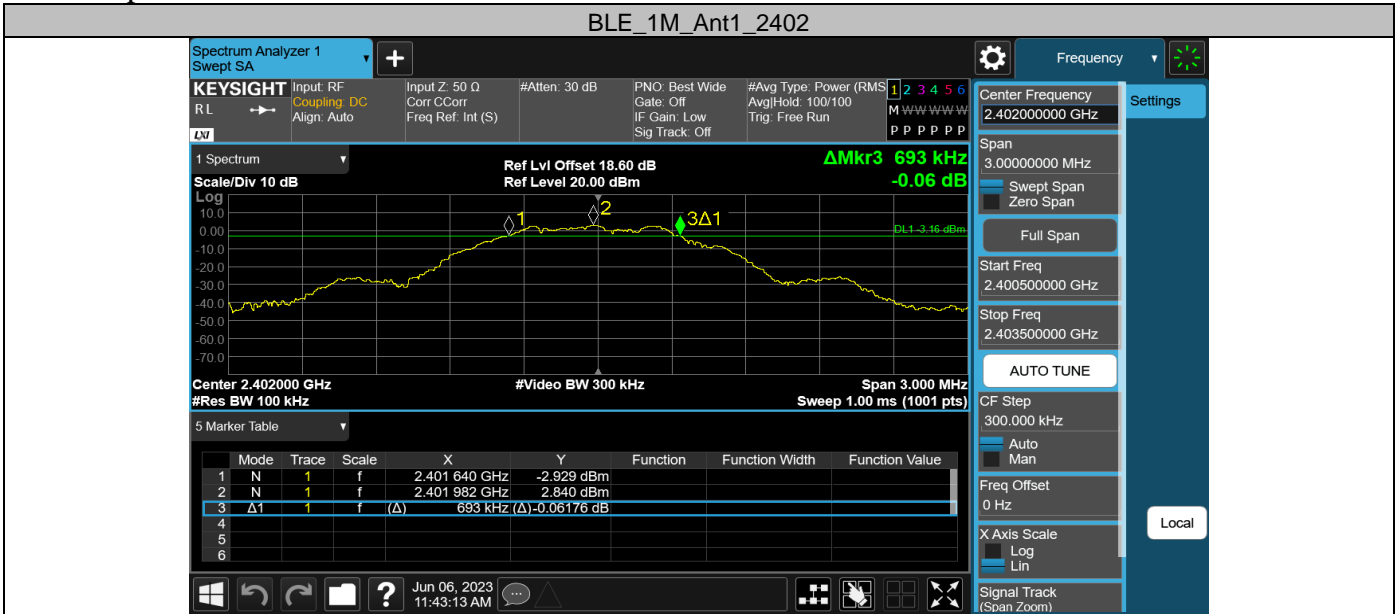 BLE_1M_Ant1_2402
Spectrum Analyzer 1
Swept SA
+
Frequency
KEYSIGHT
RL
LXI
Input: RF
Coupling: DC
Align: Auto
Input Z: 50 Ω
Corr CCorr
Freq Ref: Int (S)
#Atten: 30 dB
PNO: Best Wide
Gate: Off
IF Gain: Low
Sig Track: Off
#Avg Type: Power (RMS
Avg|Hold: 100/100
Trig: Free Run
1 2 3 4 5 6
M W W W W W
P P P P P P
1 Spectrum
Scale/Div 10 dB
Ref Lvl Offset 18.60 dB
Ref Level 20.00 dBm
ΔMkr3 693 kHz
-0.06 dB
Log
10.0
0.00
-10.0
-20.0
-30.0
-40.0
-50.0
-60.0
-70.0
1
2
3Δ1
DL1 -3.16 dBm
Center 2.402000 GHz
#Video BW 300 kHz
Span 3.000 MHz
#Res BW 100 kHz
Sweep 1.00 ms (1001 pts)
5 Marker Table
Mode Trace Scale X Y Function Function Width Function Value
1 N 1 f 2.401 640 GHz -2.929 dBm
2 N 1 f 2.401 982 GHz 2.840 dBm
3 Δ1 1 f (Δ) 693 kHz (Δ) -0.06176 dB
4
5
6
?
Jun 06, 2023
11:43:13 AM
Center Frequency
2.402000000 GHz
Settings
Span
3.00000000 MHz
Swept Span
Zero Span
Full Span
Start Freq
2.400500000 GHz
Stop Freq
2.403500000 GHz
AUTO TUNE
CF Step
300.000 kHz
Auto
Man
Freq Offset
0 Hz
Local
X Axis Scale
Log
Lin
Signal Track
(Span Zoom)